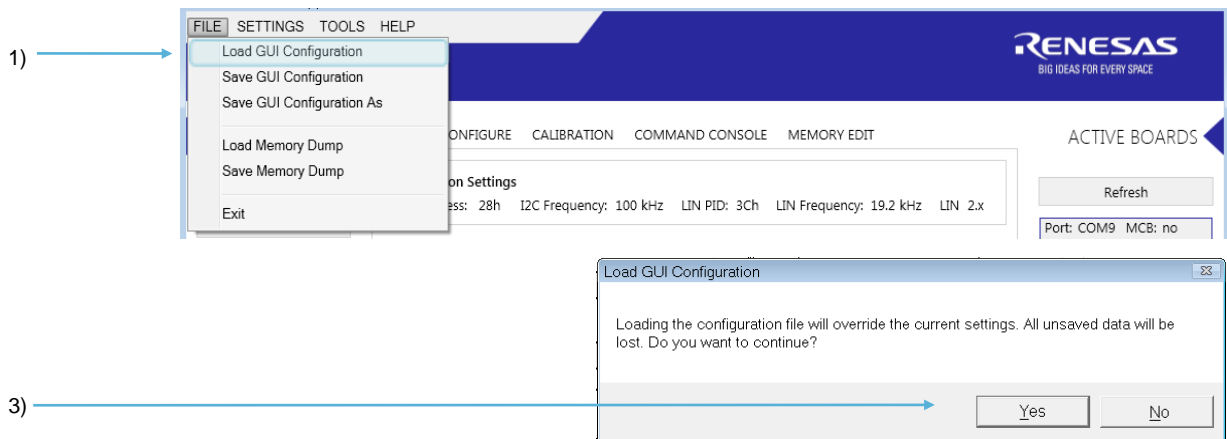 FILE SETTINGS TOOLS HELP
1)
Load GUI Configuration
Save GUI Configuration
Save GUI Configuration As
Load Memory Dump
Save Memory Dump
Exit
RENESAS
BIG IDEAS FOR EVERY SPACE
ONFIGURE CALIBRATION COMMAND CONSOLE MEMORY EDIT
ACTIVE BOARDS
on Settings
ess: 28h I2C Frequency: 100 kHz LIN PID: 3Ch LIN Frequency: 19.2 kHz LIN 2.x
Refresh
Port: COM9 MCB: no
Load GUI Configuration
Loading the configuration file will override the current settings. All unsaved data will be
lost. Do you want to continue?
3)
Yes No